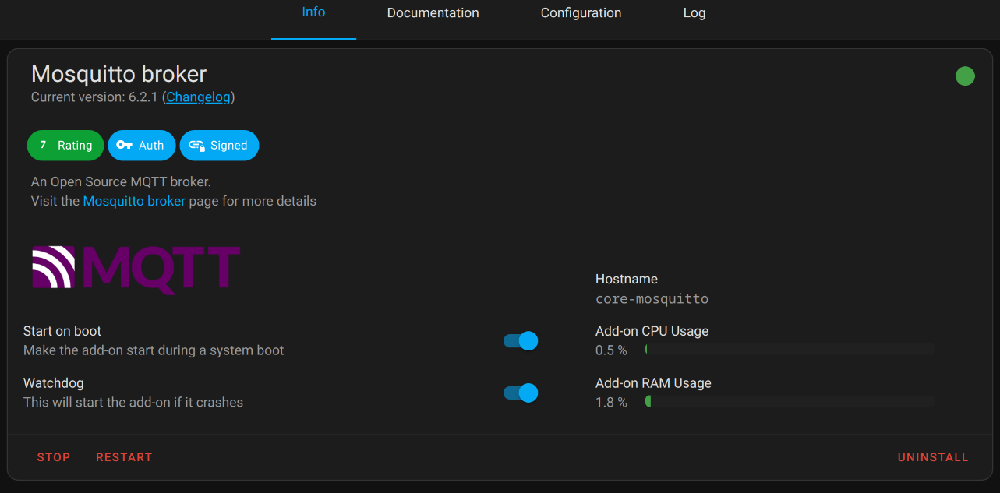 Info Documentation Configuration Log
Mosquitto broker
Current version: 6.2.1 (Changelog)
7 Rating Auth Signed
An Open Source MQTT broker.
Visit the Mosquitto broker page for more details
MQTT
Hostname
core-mosquitto
Start on boot
Make the add-on start during a system boot
Add-on CPU Usage
0.5 %
Watchdog
This will start the add-on if it crashes
Add-on RAM Usage
1.8 %
STOP RESTART UNINSTALL